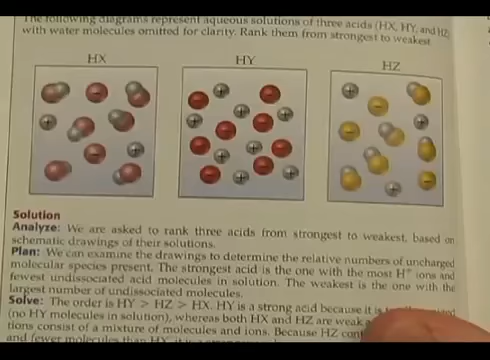 The following diagrams represent aqueous solutions of three acids (HX, HY, and HZ)
with water molecules omitted for clarity. Rank them from strongest to weakest.
HX
HY
HZ
Solution
Analyze: We are asked to rank three acids from strongest to weakest, based on
schematic drawings of their solutions.
Plan: We can examine the drawings to determine the relative numbers of uncharged
molecular species present. The strongest acid is the one with the most H+ ions and
fewest undissociated acid molecules in solution. The weakest is the one with the
largest number of undissociated molecules.
Solve: The order is HY > HZ > HX. HY is a strong acid because it is
(no HY molecules in solution), whereas both HX and HZ are weak
tions consist of a mixture of molecules and ions. Because HZ
and fewer molecules than HX, it is a